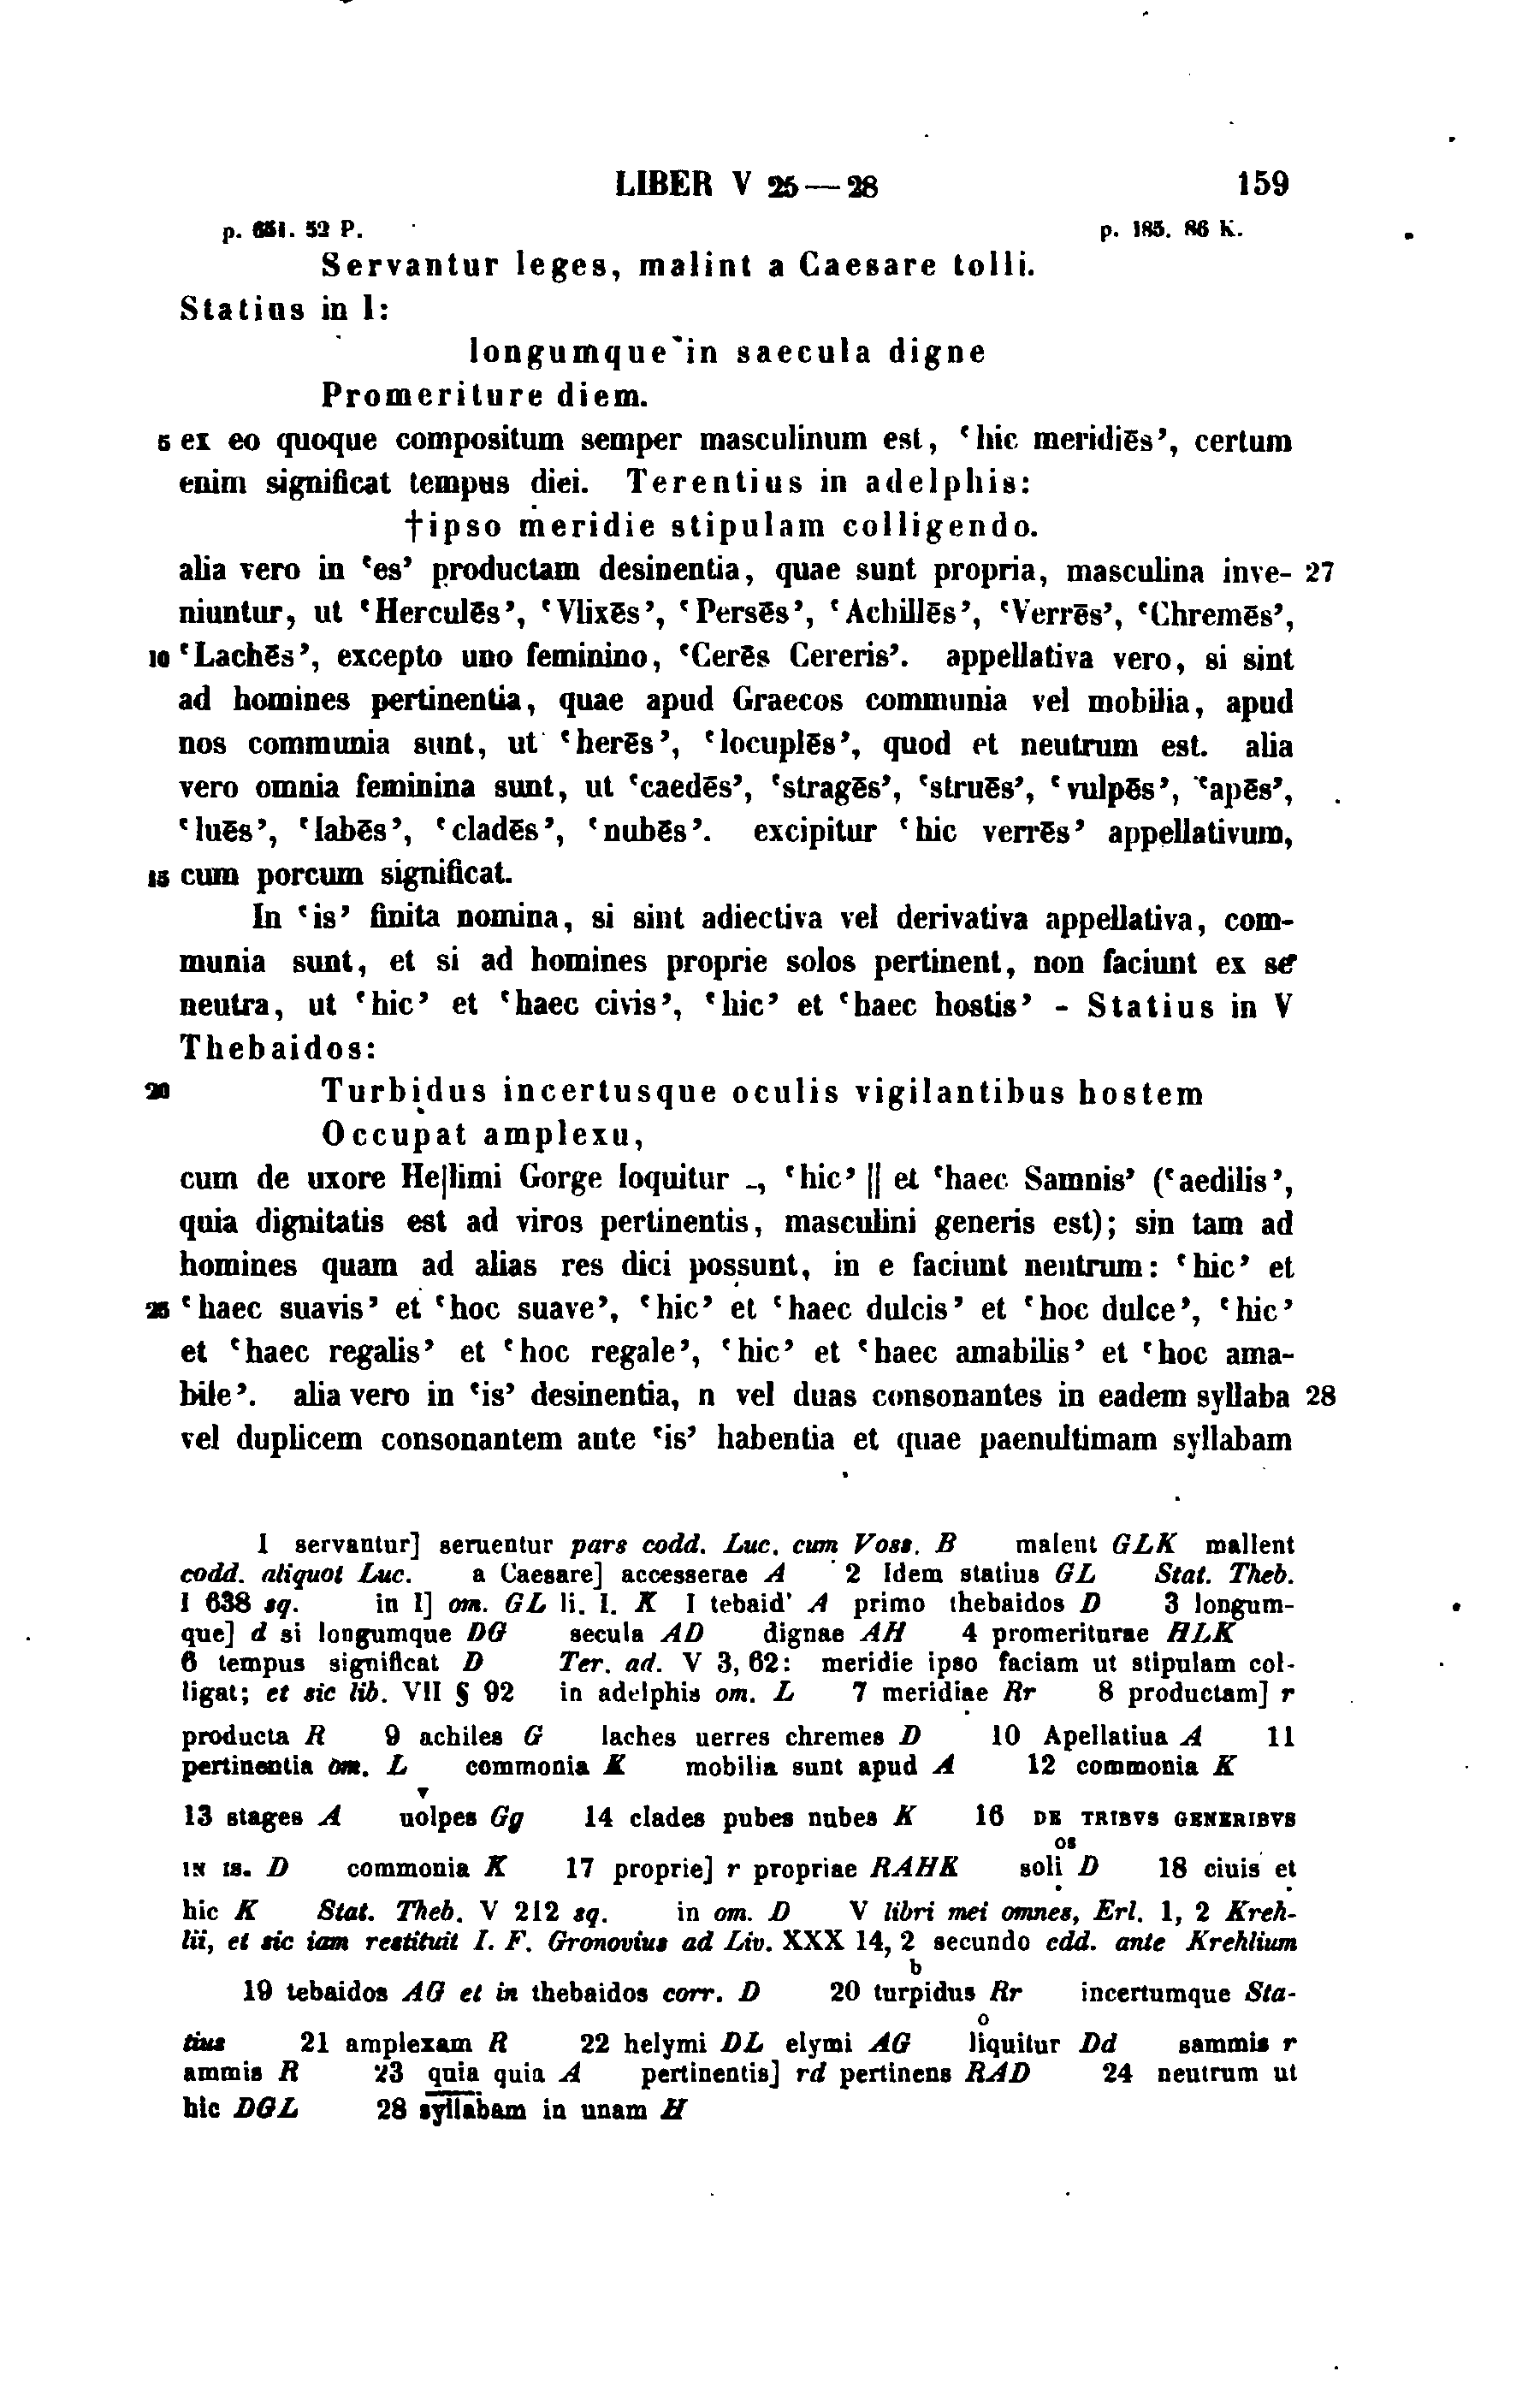 LIBER V 25—28 159
p. 651. 52 P. p. 185. 86 K.
Servantur leges, malint a Caesare tolli.
Statius in I:
longumque in saecula digne
Promeriture diem.
5 ex eo quoque compositum semper masculinum est, ‘hic meridiēs’, certum
enim significat tempus diei. Terentius in adelphis:
†ipso meridie stipulam colligendo.
alia vero in ‘es’ productam desinentia, quae sunt propria, masculina inve- 27
niuntur, ut ‘Herculēs’, ‘Vlixēs’, ‘Persēs’, ‘Achillēs’, ‘Verrēs’, ‘Chremēs’,
10 ‘Lachēs’, excepto uno feminino, ‘Cerēs Cereris’. appellativa vero, si sint
ad homines pertinentia, quae apud Graecos communia vel mobilia, apud
nos communia sunt, ut ‘herēs’, ‘locuplēs’, quod et neutrum est. alia
vero omnia feminina sunt, ut ‘caedēs’, ‘stragēs’, ‘struēs’, ‘vulpēs’, ‘apēs’,
‘luēs’, ‘labēs’, ‘cladēs’, ‘nubēs’. excipitur ‘hic verrēs’ appellativum,
15 cum porcum significat.
In ‘is’ finita nomina, si sint adiectiva vel derivativa appellativa, com-
munia sunt, et si ad homines proprie solos pertinent, non faciunt ex se
neutra, ut ‘hic’ et ‘haec civis’, ‘hic’ et ‘haec hostis’ - Statius in V
Thebaidos:
20 Turbidus incertusque oculis vigilantibus hostem
Occupat amplexu,
cum de uxore He|limi Gorge loquitur -, ‘hic’ || et ‘haec Samnis’ (‘aedilis’,
quia dignitatis est ad viros pertinentis, masculini generis est); sin tam ad
homines quam ad alias res dici possunt, in e faciunt neutrum: ‘hic’ et
25 ‘haec suavis’ et ‘hoc suave’, ‘hic’ et ‘haec dulcis’ et ‘hoc dulce’, ‘hic’
et ‘haec regalis’ et ‘hoc regale’, ‘hic’ et ‘haec amabilis’ et ‘hoc ama-
bile’. alia vero in ‘is’ desinentia, n vel duas consonantes in eadem syllaba 28
vel duplicem consonantem ante ‘is’ habentia et quae paenultimam syllabam
1 servantur] seruentur pars codd. Luc. cum Voss. B malent GLK mallent
codd. aliquot Luc. a Caesare] accesserae A 2 Idem statius GL Stat. Theb.
I 638 sq. in I] om. GL li. I. K I tebaid' A primo thebaidos D 3 longum-
que] d si longumque DG secula AD dignae AH 4 promeriturae HLK
6 tempus significat D Ter. ad. V 3, 62: meridie ipso faciam ut stipulam col-
ligat; et sic lib. VII § 92 in adelphis om. L 7 meridiae Rr 8 productam] r
producta R 9 achiles G laches uerres chremes D 10 Apellatiua A 11
pertinentia om. L commonia K mobilia sunt apud A 12 commonia K
v
13 stages A uolpes Gg 14 clades pubes nubes K 16 DE TRIBVS GENERIBVS
os
IN IS. D commonia K 17 proprie] r propriae RAHK soli D 18 ciuis et
hic K Stat. Theb. V 212 sq. in om. D V libri mei omnes, Erl. 1, 2 Kreh-
lii, et sic iam restituit I. F. Gronovius ad Liv. XXX 14, 2 secundo edd. ante Krehlium
b
19 tebaidos AG et in thebaidos corr. D 20 turpidus Rr incertumque Sta-
o
tius 21 amplexam R 22 helymi DL elymi AG liquitur Dd sammis r
ammis R 23 quia quia A pertinentis] rd pertinens RAD 24 neutrum ut
hic DGL 28 syllabam in unam H